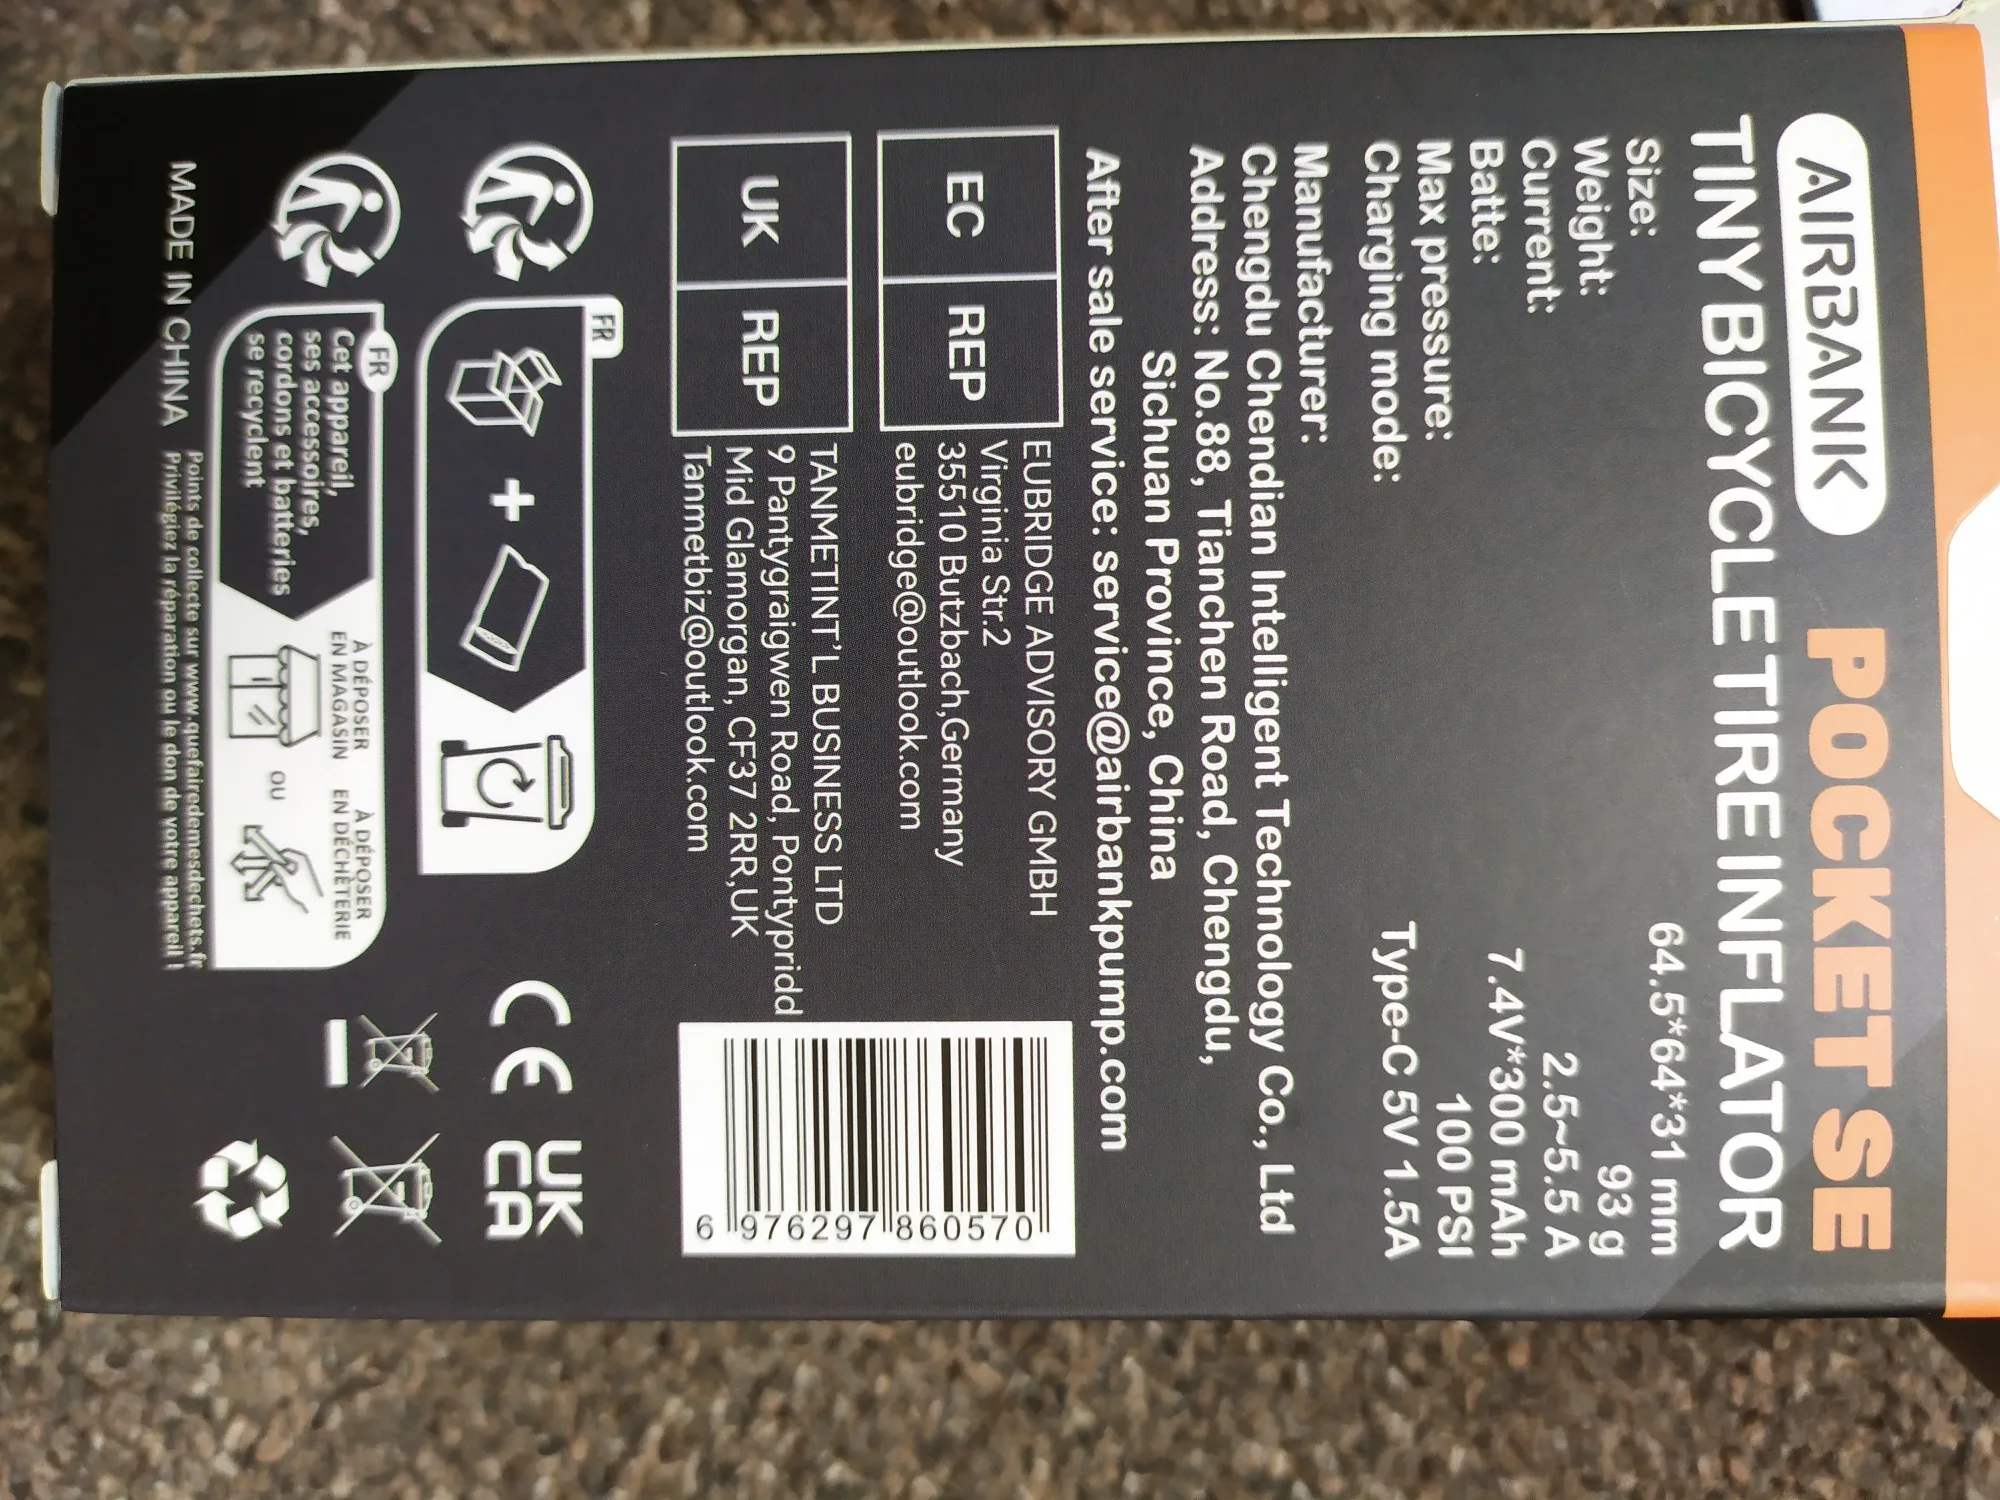 AIRBANK POCKET SE
TINY BICYCLE TIRE INFLATOR
Size: 64.5*64*31 mm
Weight: 93 g
Current: 2.5~5.5 A
Batte: 7.4V*300 mAh
Max pressure: 100 PSI
Charging mode: Type-C 5V 1.5A
Manufacturer:
Chengdu Chendian Intelligent Technology Co., Ltd
Address: No.88, Tianchen Road, Chengdu,
Sichuan Province, China
After sale service: service@airbankpump.com
EC REP
EUBRIDGE ADVISORY GMBH
Virginia Str.2
35510 Butzbach,Germany
eubridge@outlook.com
UK REP
TANMETINT'L BUSINESS LTD
9 Pantygraigwen Road, Pontypridd
Mid Glamorgan, CF37 2RR,UK
Tanmetbiz@outlook.com
6 976297 860570
FR
+
CE
UK
CA
FR
Cet appareil,
ses accessoires,
cordons et batteries
se recyclent
À DÉPOSER
EN MAGASIN
OU
À DÉPOSER
EN DÉCHÈTERIE
Points de collecte sur www.quefairedemesdechets.fr
Privilégiez la réparation ou le don de votre appareil !
MADE IN CHINA